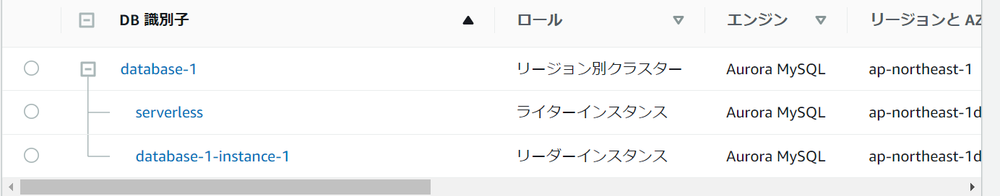 DB 識別子 ロール エンジン リージョンと AZ
database-1 リージョン別クラスター Aurora MySQL ap-northeast-1
serverless ライターインスタンス Aurora MySQL ap-northeast-1d
database-1-instance-1 リーダーインスタンス Aurora MySQL ap-northeast-1d